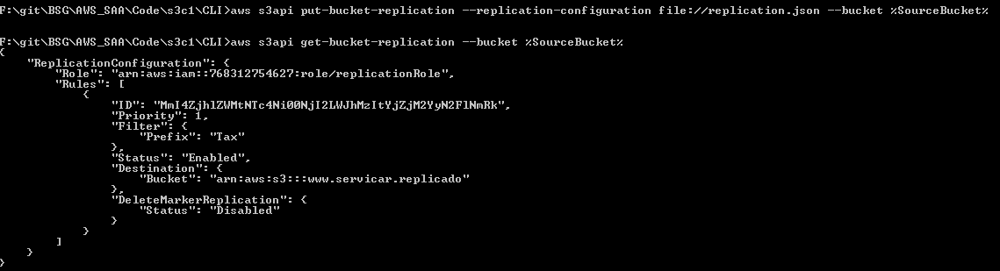 F:\git\BSG\AWS_SAA\Code\s3c1\CLI>aws s3api put-bucket-replication --replication-configuration file://replication.json --bucket %SourceBucket%
F:\git\BSG\AWS_SAA\Code\s3c1\CLI>aws s3api get-bucket-replication --bucket %SourceBucket%
{
    "ReplicationConfiguration": {
        "Role": "arn:aws:iam::768312754627:role/replicationRole",
        "Rules": [
            {
                "ID": "MmI4ZjhlZWMtNTc4Ni00NjI2LWJhMzItYjZjM2YyN2FlNmRk",
                "Priority": 1,
                "Filter": {
                    "Prefix": "Tax"
                },
                "Status": "Enabled",
                "Destination": {
                    "Bucket": "arn:aws:s3:::www.servicar.replicado"
                },
                "DeleteMarkerReplication": {
                    "Status": "Disabled"
                }
            }
        ]
    }
}